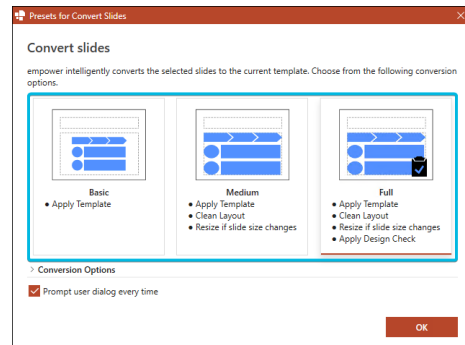 Presets for Convert Slides
Convert slides
empower intelligently converts the selected slides to the current template. Choose from the following conversion
options.
Basic
• Apply Template
Medium
• Apply Template
• Clean Layout
• Resize if slide size changes
Full
• Apply Template
• Clean Layout
• Resize if slide size changes
• Apply Design Check
Conversion Options
Prompt user dialog every time
OK